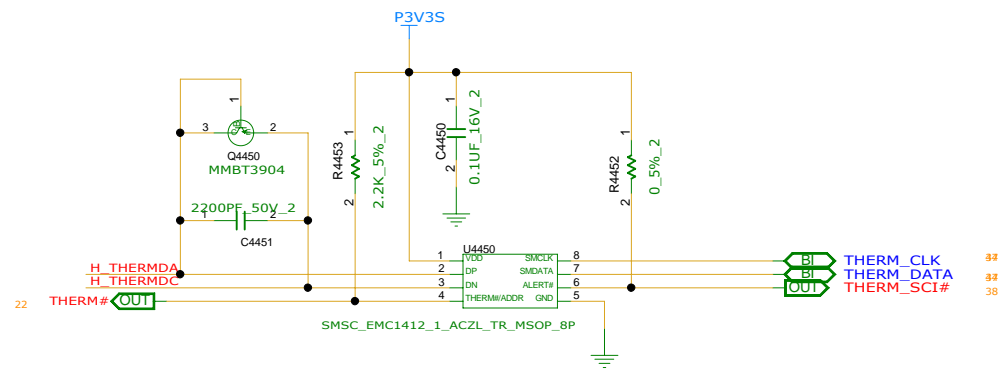 P3V3S
1
3
2
Q4450
MMBT3904
2200PF_50V_2
1
2
C4451
R4453
1
2
2.2K_5%_2
C4450
1
2
0.1UF_16V_2
R4452
1
2
0_5%_2
U4450
H_THERMDA
H_THERMDC
22 THERM# OUT
1 VDD SMCLK 8
2 DP SMDATA 7
3 DN ALERT# 6
4 THERM#/ADDR GND 5
SMSC_EMC1412_1_ACZL_TR_MSOP_8P
BI THERM_CLK
BI THERM_DATA
OUT THERM_SCI# 38